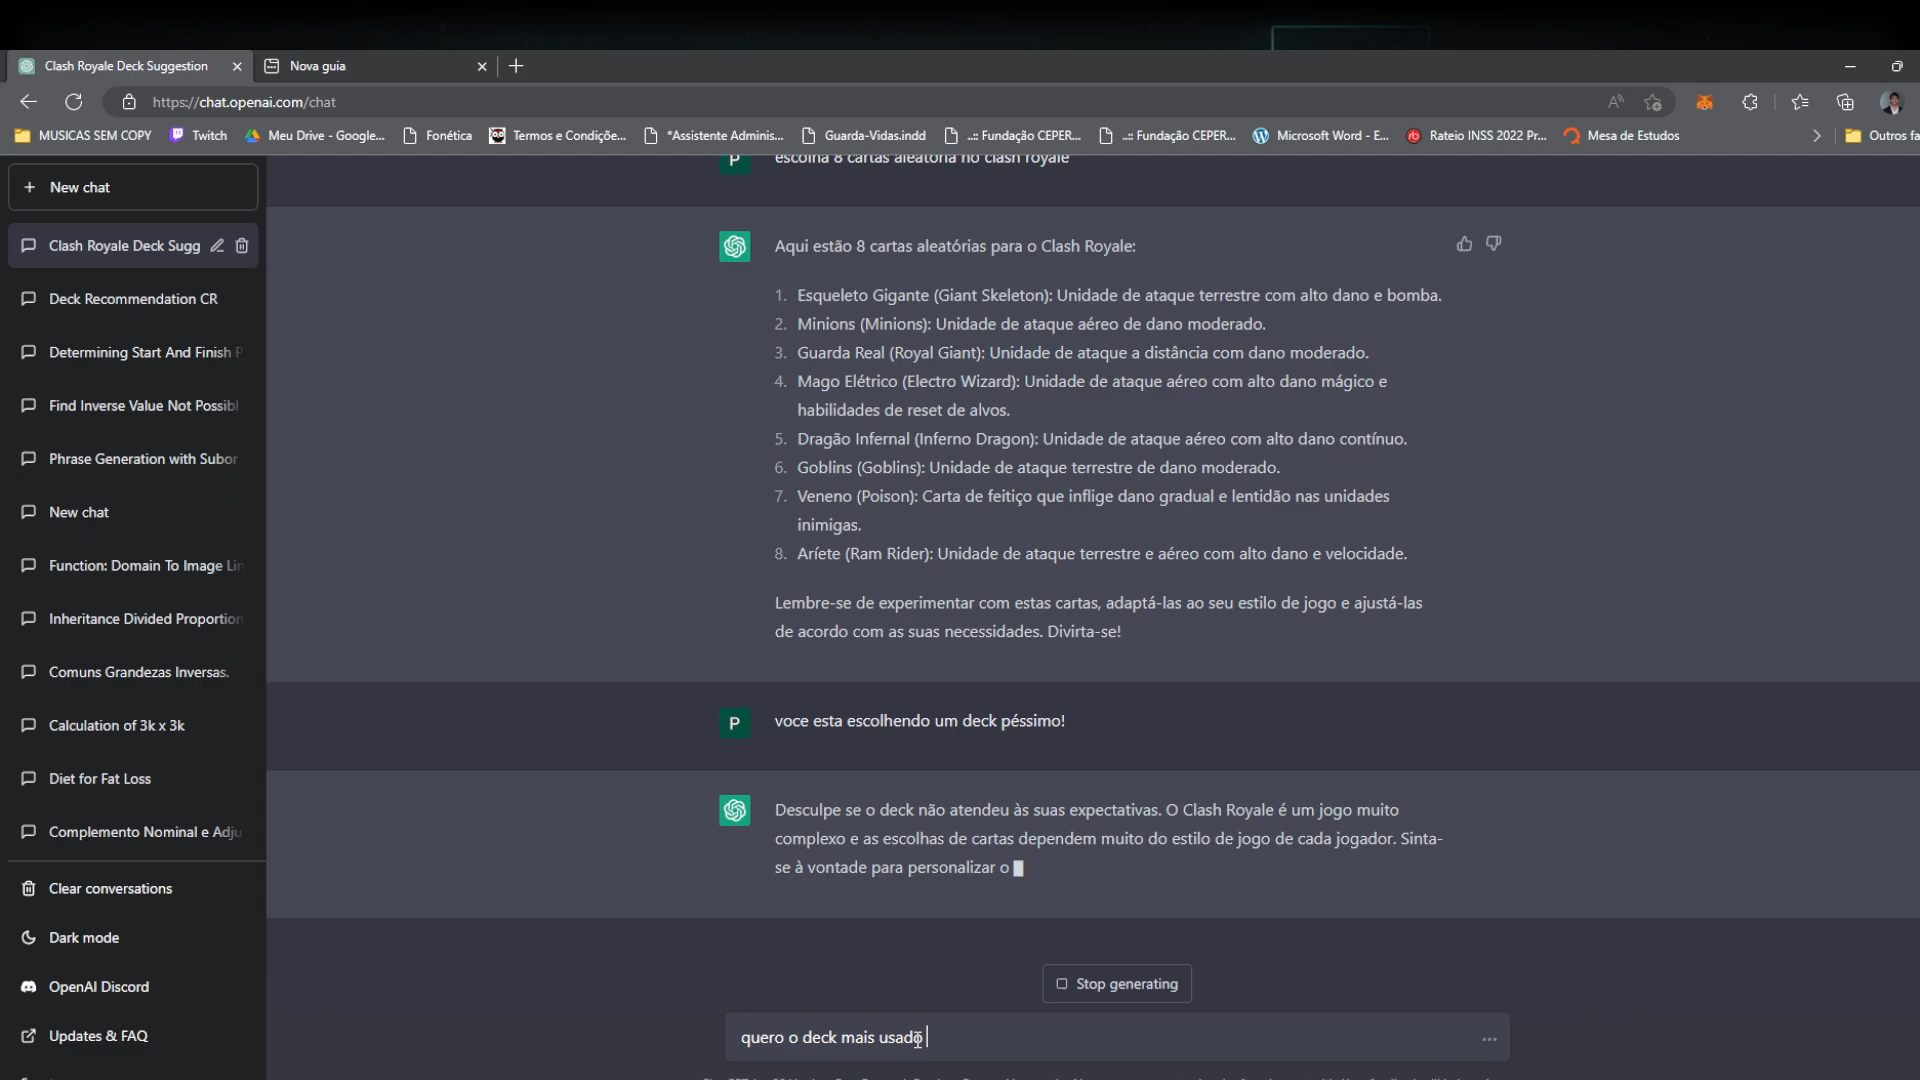 Clash Royale Deck Suggestion
Nova guia
https://chat.openai.com/chat
MUSICAS SEM COPY
Twitch
Meu Drive - Google...
Fonética
Termos e Condiçõe...
*Assistente Adminis...
Guarda-Vidas.indd
..:: Fundação CEPER...
..:: Fundação CEPER...
Microsoft Word - E...
Rateio INSS 2022 Pr...
Mesa de Estudos
Outros fa
New chat
Clash Royale Deck Sugg
Deck Recommendation CR
Determining Start And Finish P
Find Inverse Value Not Possibl
Phrase Generation with Subor
New chat
Function: Domain To Image Lin
Inheritance Divided Proportion
Comuns Grandezas Inversas.
Calculation of 3k x 3k
Diet for Fat Loss
Complemento Nominal e Adju
Clear conversations
Dark mode
OpenAI Discord
Updates & FAQ
P
escolha 8 cartas aleatoria no clash royale
Aqui estão 8 cartas aleatórias para o Clash Royale:
1. Esqueleto Gigante (Giant Skeleton): Unidade de ataque terrestre com alto dano e bomba.
2. Minions (Minions): Unidade de ataque aéreo de dano moderado.
3. Guarda Real (Royal Giant): Unidade de ataque a distância com dano moderado.
4. Mago Elétrico (Electro Wizard): Unidade de ataque aéreo com alto dano mágico e
habilidades de reset de alvos.
5. Dragão Infernal (Inferno Dragon): Unidade de ataque aéreo com alto dano contínuo.
6. Goblins (Goblins): Unidade de ataque terrestre de dano moderado.
7. Veneno (Poison): Carta de feitiço que inflige dano gradual e lentidão nas unidades
inimigas.
8. Aríete (Ram Rider): Unidade de ataque terrestre e aéreo com alto dano e velocidade.
Lembre-se de experimentar com estas cartas, adaptá-las ao seu estilo de jogo e ajustá-las
de acordo com as suas necessidades. Divirta-se!
P
voce esta escolhendo um deck péssimo!
Desculpe se o deck não atendeu às suas expectativas. O Clash Royale é um jogo muito
complexo e as escolhas de cartas dependem muito do estilo de jogo de cada jogador. Sinta-
se à vontade para personalizar o
Stop generating
quero o deck mais usado